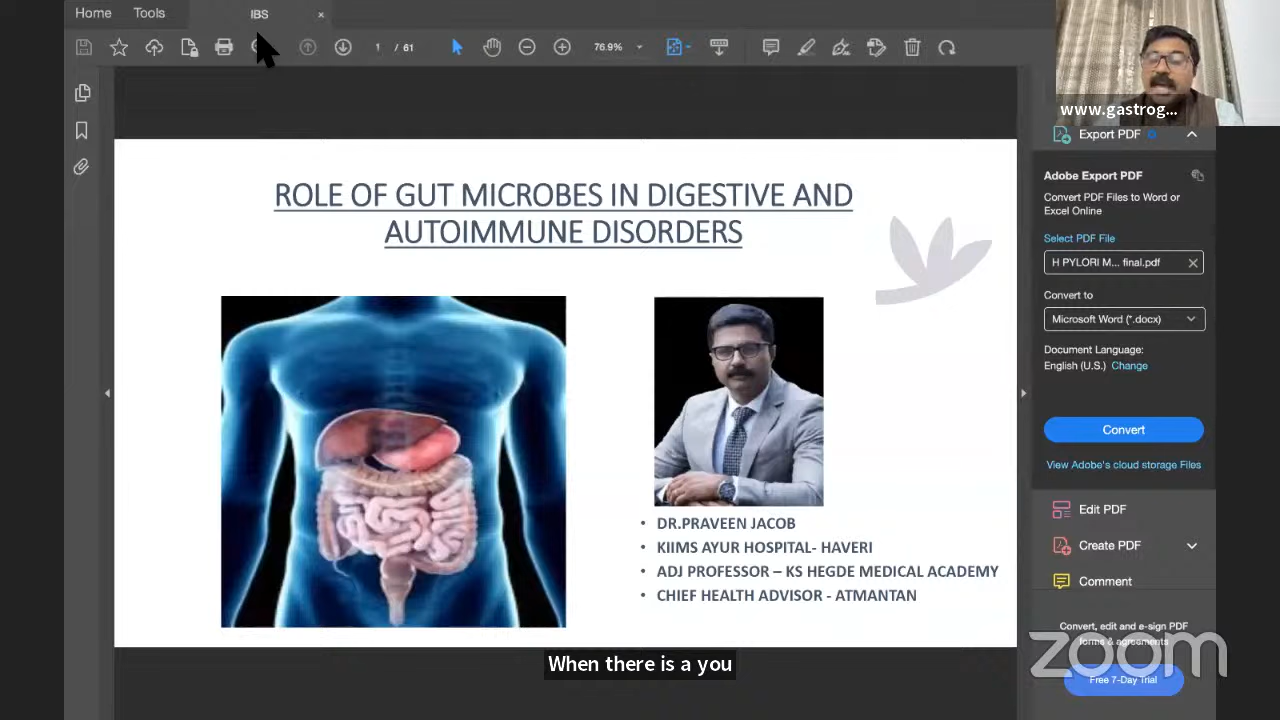 Home Tools IBS ×
1 / 61 76.9%
www.gastrog...
Export PDF
Adobe Export PDF
Convert PDF Files to Word or
Excel Online
Select PDF File
H PYLORI M... final.pdf
Convert to
Microsoft Word (*.docx)
Document Language:
English (U.S.) Change
Convert
View Adobe's cloud storage Files
Edit PDF
Create PDF
Comment
Convert, edit and e-sign PDF
forms & agreements
Free 7-Day Trial
zoom
ROLE OF GUT MICROBES IN DIGESTIVE AND
AUTOIMMUNE DISORDERS
• DR.PRAVEEN JACOB
• KIIMS AYUR HOSPITAL- HAVERI
• ADJ PROFESSOR – KS HEGDE MEDICAL ACADEMY
• CHIEF HEALTH ADVISOR - ATMANTAN
When there is a you